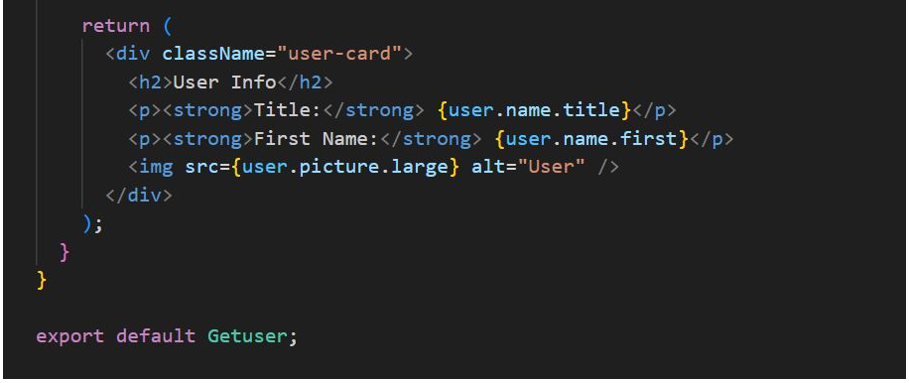 return (
<div className="user-card">
<h2>User Info</h2>
<p><strong>Title:</strong> {user.name.title}</p>
<p><strong>First Name:</strong> {user.name.first}</p>
<img src={user.picture.large} alt="User" />
</div>
);
}
}
export default Getuser;